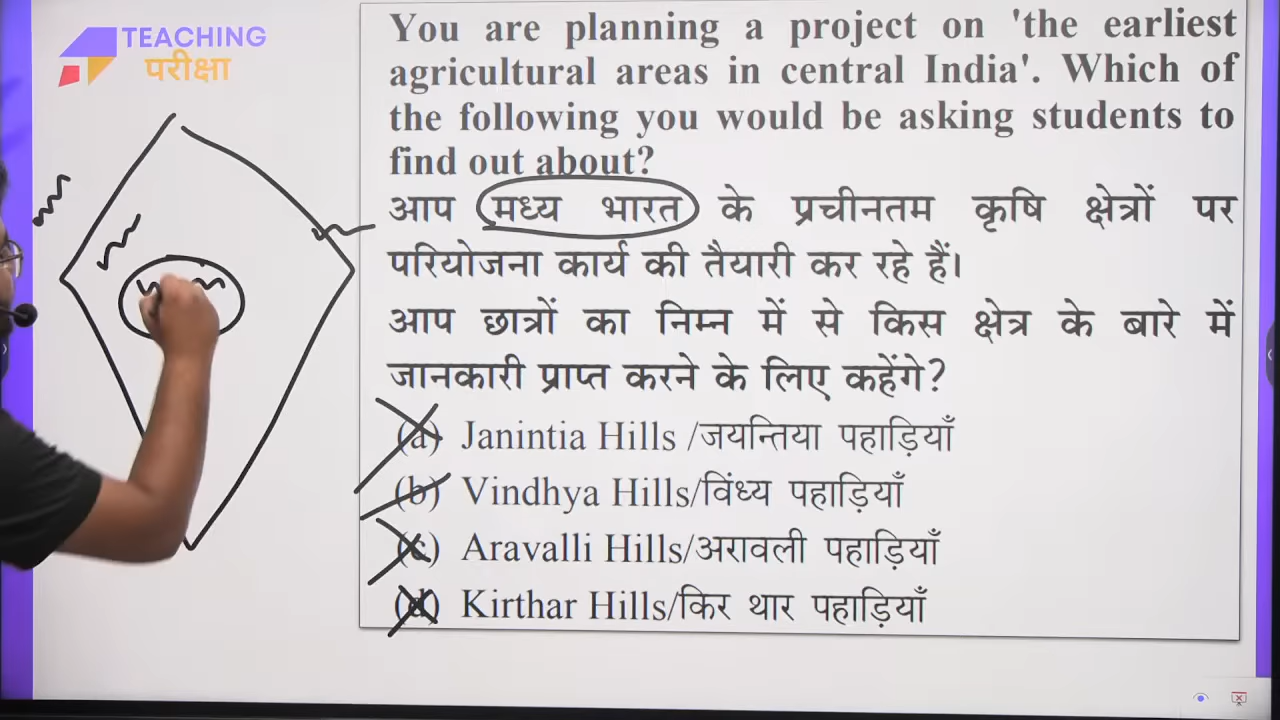 TEACHING
परीक्षा
You are planning a project on 'the earliest
agricultural areas in central India'. Which of
the following you would be asking students to
find out about?
आप मध्य भारत के प्रचीनतम कृषि क्षेत्रों पर
परियोजना कार्य की तैयारी कर रहे हैं।
आप छात्रों का निम्न में से किस क्षेत्र के बारे में
जानकारी प्राप्त करने के लिए कहेंगे?
(a) Janintia Hills /जयन्तिया पहाड़ियाँ
(b) Vindhya Hills/विंध्य पहाड़ियाँ
(c) Aravalli Hills/अरावली पहाड़ियाँ
(d) Kirthar Hills/किर थार पहाड़ियाँ